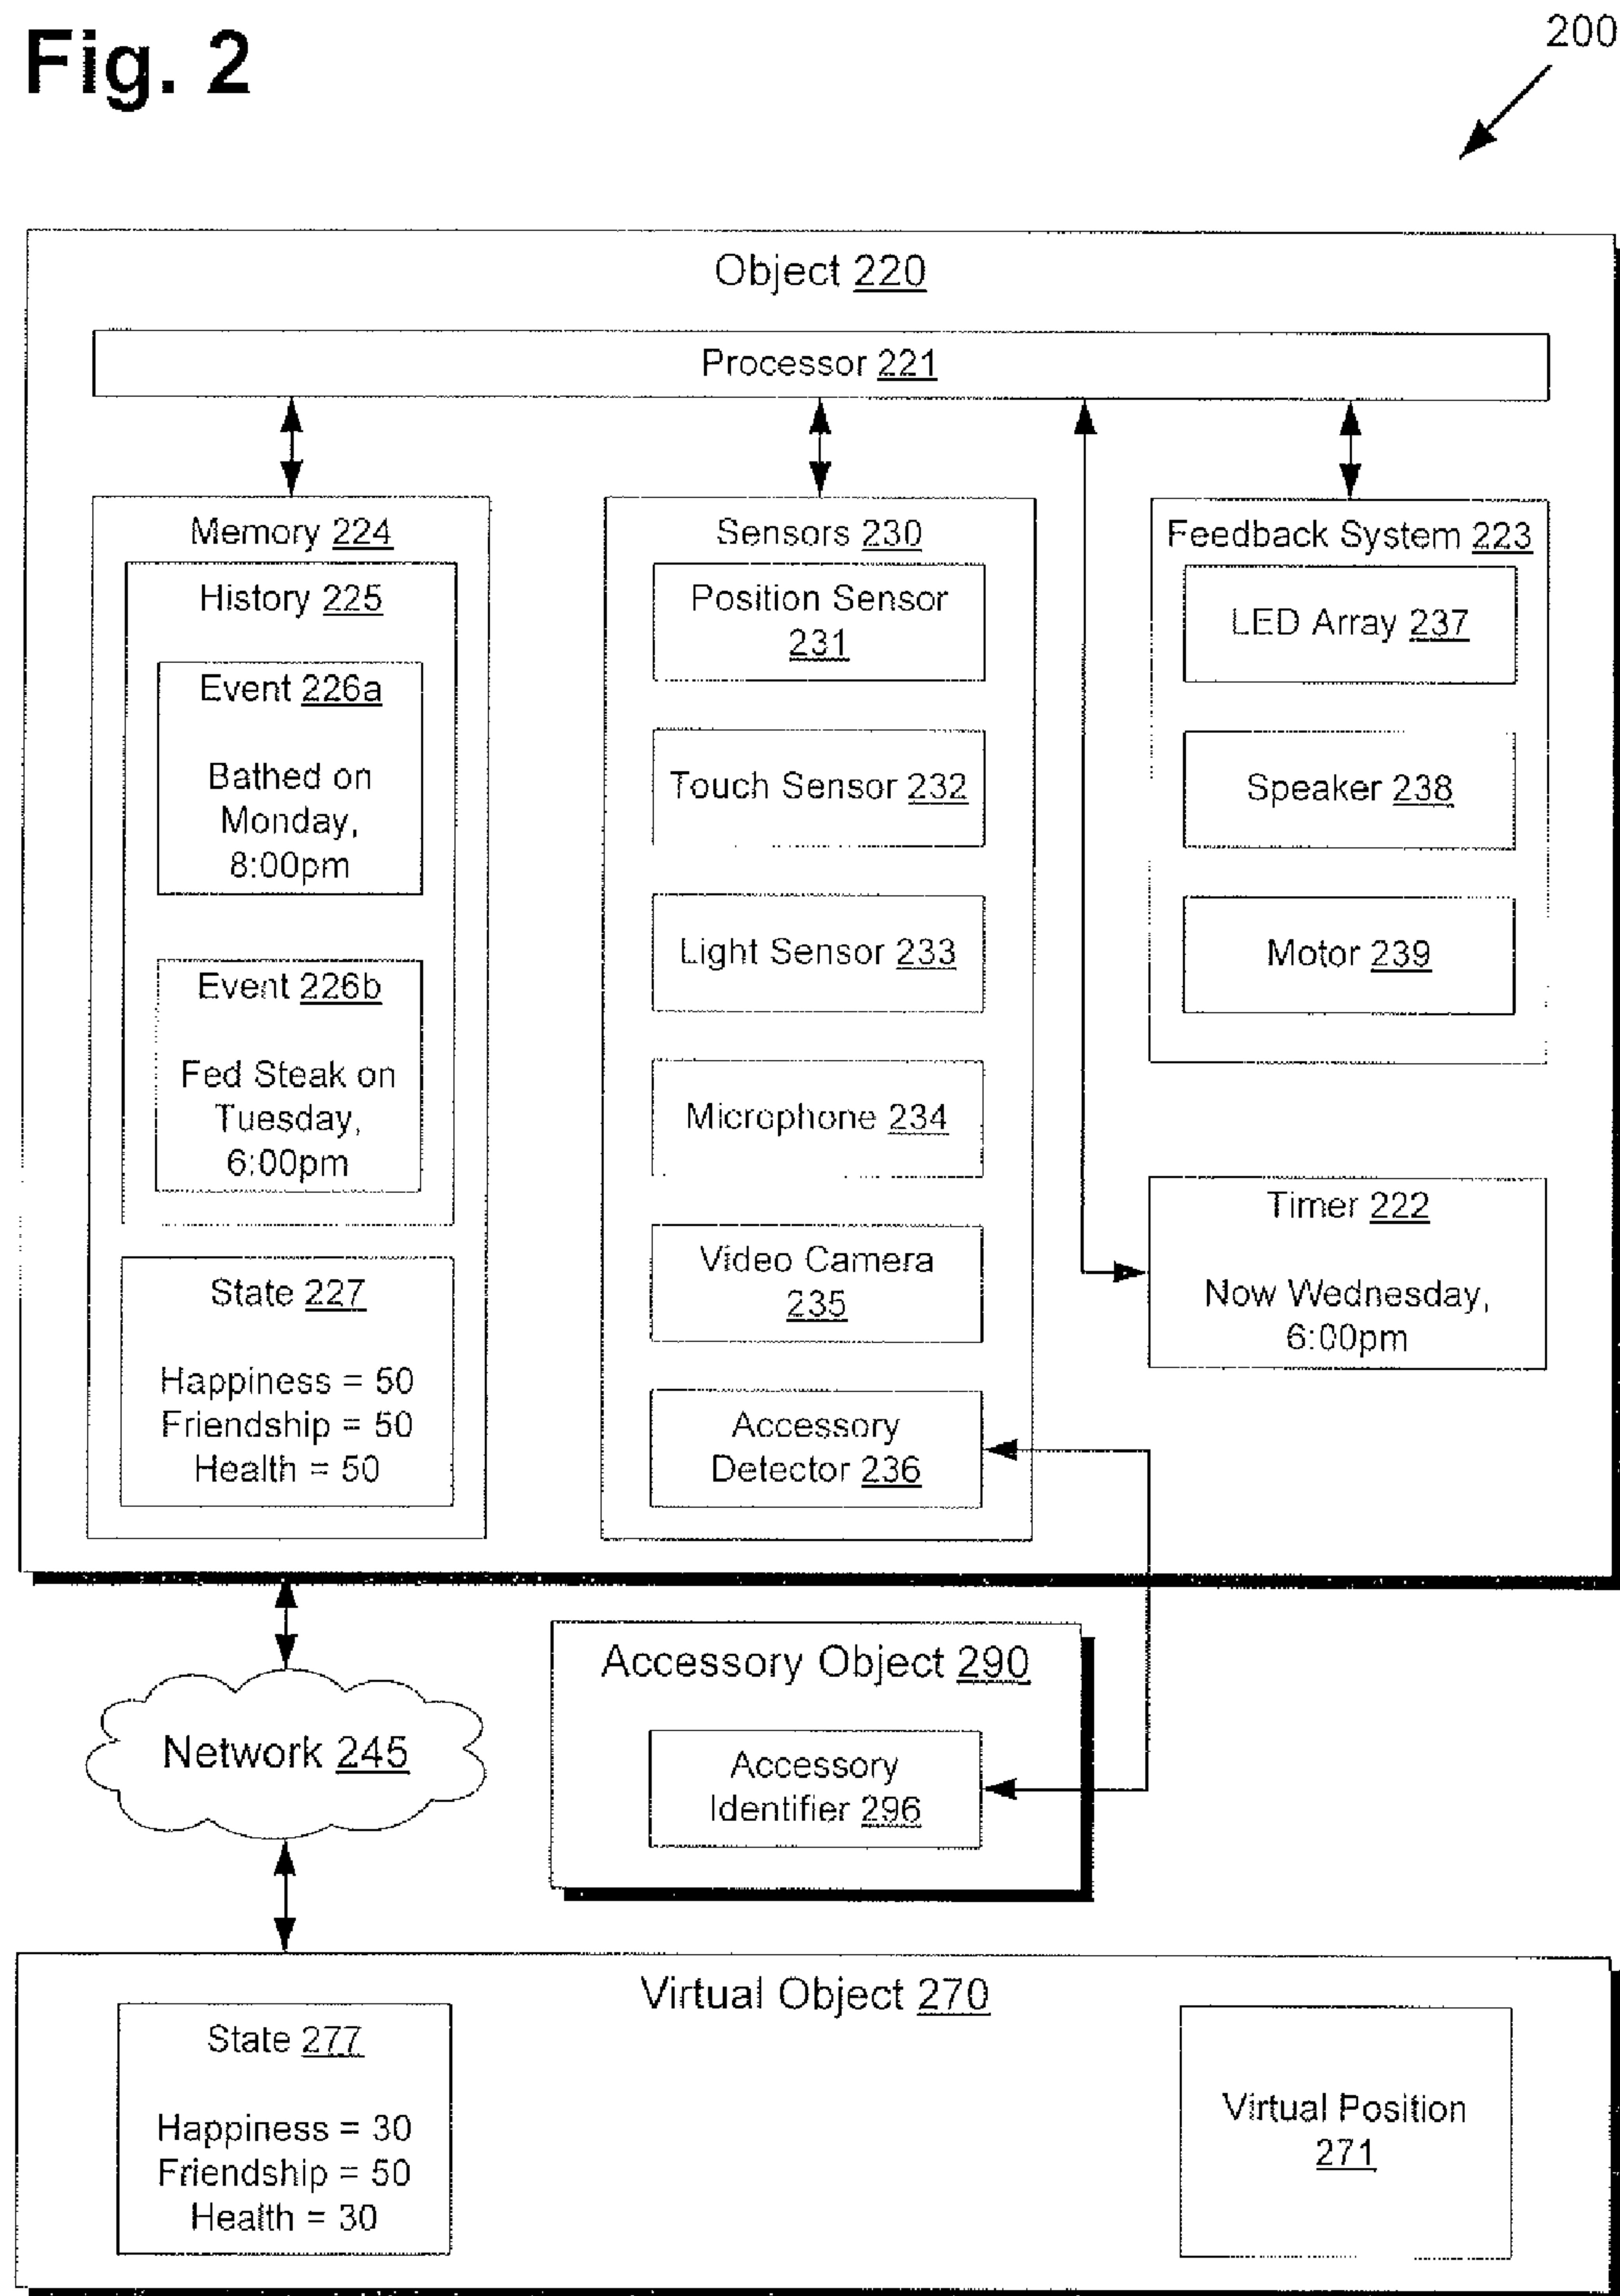 Fig. 2
200
Object 220
Processor 221
Memory 224
History 225
Event 226a
Bathed on
Monday,
8:00pm
Event 226b
Fed Steak on
Tuesday,
6:00pm
State 227
Happiness = 50
Friendship = 50
Health = 50
Sensors 230
Position Sensor
231
Touch Sensor 232
Light Sensor 233
Microphone 234
Video Camera
235
Accessory
Detector 236
Feedback System 223
LED Array 237
Speaker 238
Motor 239
Timer 222
Now Wednesday,
6:00pm
Network 245
Accessory Object 290
Accessory
Identifier 296
Virtual Object 270
State 277
Happiness = 30
Friendship = 50
Health = 30
Virtual Position
271